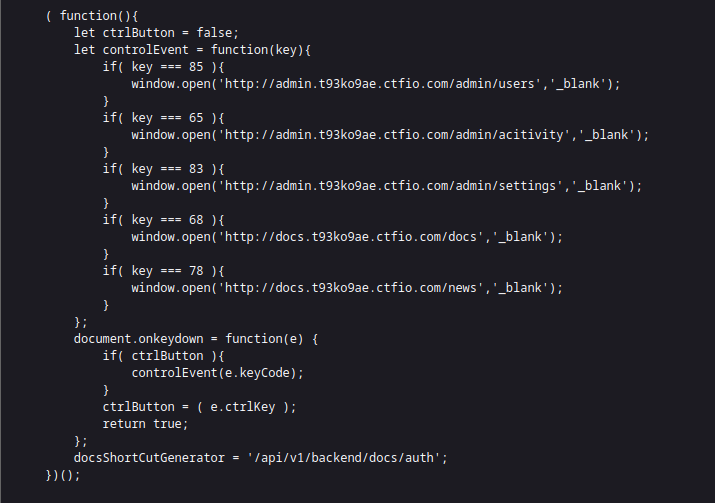 ( function(){
let ctrlButton = false;
let controlEvent = function(key){
if( key === 85 ){
window.open('http://admin.t93ko9ae.ctfio.com/admin/users','_blank');
}
if( key === 65 ){
window.open('http://admin.t93ko9ae.ctfio.com/admin/acitivity','_blank');
}
if( key === 83 ){
window.open('http://admin.t93ko9ae.ctfio.com/admin/settings','_blank');
}
if( key === 68 ){
window.open('http://docs.t93ko9ae.ctfio.com/docs','_blank');
}
if( key === 78 ){
window.open('http://docs.t93ko9ae.ctfio.com/news','_blank');
}
};
document.onkeydown = function(e) {
if( ctrlButton ){
controlEvent(e.keyCode);
}
ctrlButton = ( e.ctrlKey );
return true;
};
docsShortCutGenerator = '/api/v1/backend/docs/auth';
})();